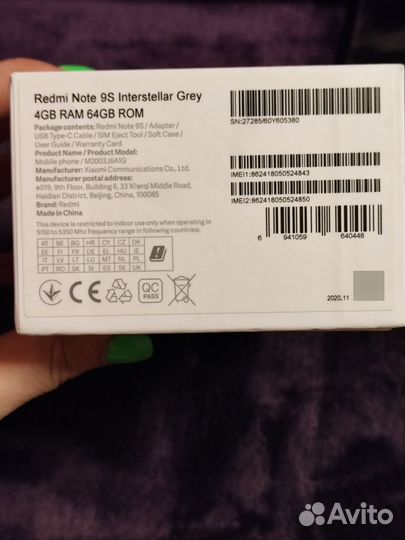 Redmi Note 9S Interstellar Grey
4GB RAM 64GB ROM
Package contents: Redmi Note 9S / Adapter /
USB Type-C Cable / SIM Eject Tool / Soft Case /
User Guide / Warranty Card
Product Name / Product Model:
Mobile phone / M2003J6A1G
Manufacturer: Xiaomi Communications Co., Ltd.
Manufacturer postal address:
#019, 9th Floor, Building 6, 33 Xi'erqi Middle Road,
Haidian District, Beijing, China, 100085
Brand: Redmi
Made in China
This device is restricted to indoor use only when operating in
5150 to 5350 Mhz frequency range in following countries:
AT BE BG HR CY CZ DK
EE FI FR DE EL HU IE
IT LV LT LU MT NL PL
PT RO SK SI ES SE UK
CE
QC
PASS
SN:27285/60Y605380
IMEI1:862418050524843
IMEI2:862418050524850
6 941059 640448
2020.11
Avito